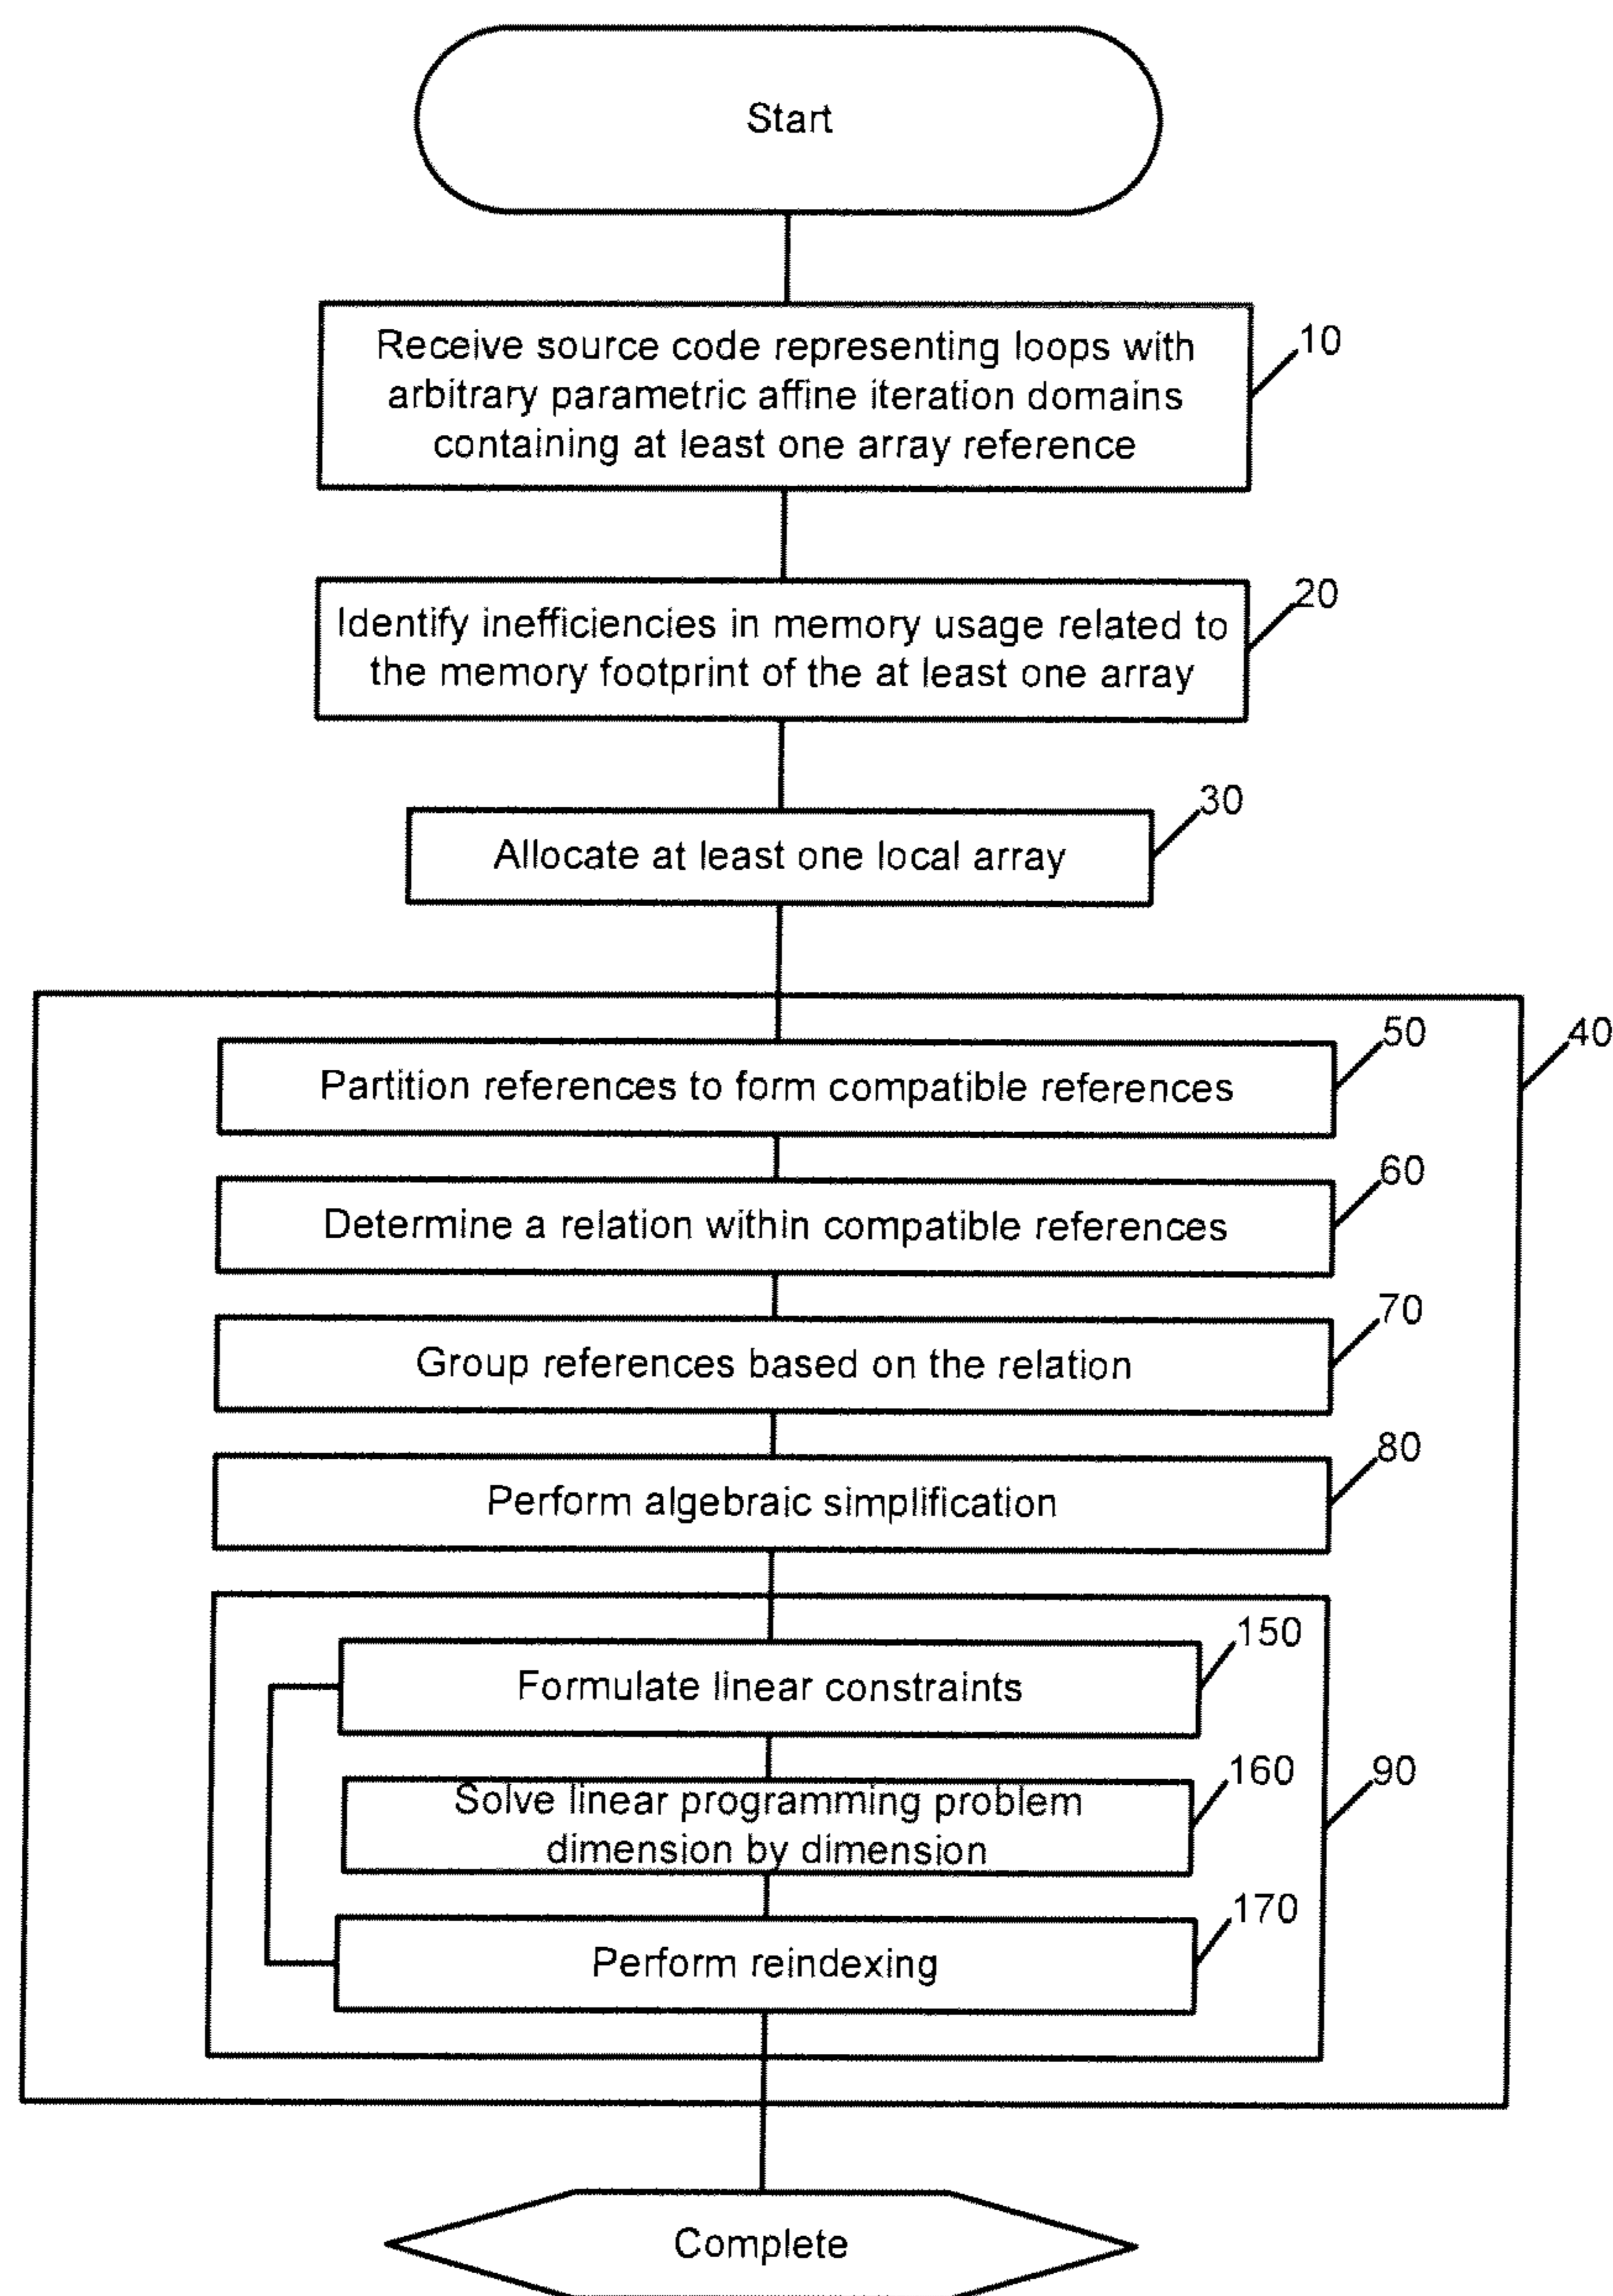 Start
Receive source code representing loops with
arbitrary parametric affine iteration domains
containing at least one array reference
10
Identify inefficiencies in memory usage related to
the memory footprint of the at least one array
20
Allocate at least one local array
30
40
Partition references to form compatible references
50
Determine a relation within compatible references
60
Group references based on the relation
70
Perform algebraic simplification
80
90
Formulate linear constraints
150
Solve linear programming problem
dimension by dimension
160
Perform reindexing
170
Complete